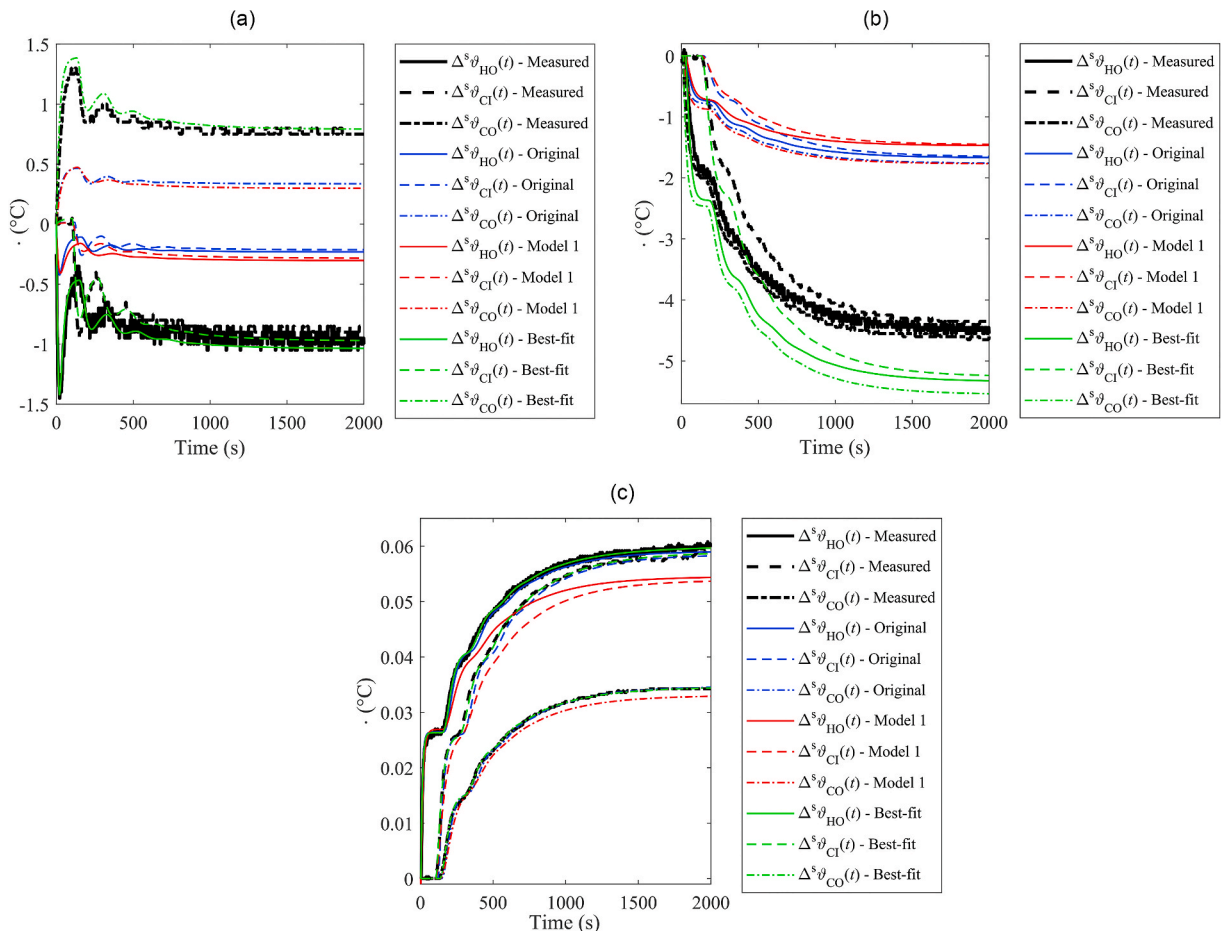 (a)
1.5
1
0.5
0
-0.5
-1
-1.5
· (°C)
0 500 1000 1500 2000
Time (s)
Δˢϑ_HO(t) - Measured
Δˢϑ_CI(t) - Measured
Δˢϑ_CO(t) - Measured
Δˢϑ_HO(t) - Original
Δˢϑ_CI(t) - Original
Δˢϑ_CO(t) - Original
Δˢϑ_HO(t) - Model 1
Δˢϑ_CI(t) - Model 1
Δˢϑ_CO(t) - Model 1
Δˢϑ_HO(t) - Best-fit
Δˢϑ_CI(t) - Best-fit
Δˢϑ_CO(t) - Best-fit
(b)
0
-1
-2
-3
-4
-5
· (°C)
0 500 1000 1500 2000
Time (s)
Δˢϑ_HO(t) - Measured
Δˢϑ_CI(t) - Measured
Δˢϑ_CO(t) - Measured
Δˢϑ_HO(t) - Original
Δˢϑ_CI(t) - Original
Δˢϑ_CO(t) - Original
Δˢϑ_HO(t) - Model 1
Δˢϑ_CI(t) - Model 1
Δˢϑ_CO(t) - Model 1
Δˢϑ_HO(t) - Best-fit
Δˢϑ_CI(t) - Best-fit
Δˢϑ_CO(t) - Best-fit
(c)
0.06
0.05
0.04
0.03
0.02
0.01
0
· (°C)
0 500 1000 1500 2000
Time (s)
Δˢϑ_HO(t) - Measured
Δˢϑ_CI(t) - Measured
Δˢϑ_CO(t) - Measured
Δˢϑ_HO(t) - Original
Δˢϑ_CI(t) - Original
Δˢϑ_CO(t) - Original
Δˢϑ_HO(t) - Model 1
Δˢϑ_CI(t) - Model 1
Δˢϑ_CO(t) - Model 1
Δˢϑ_HO(t) - Best-fit
Δˢϑ_CI(t) - Best-fit
Δˢϑ_CO(t) - Best-fit